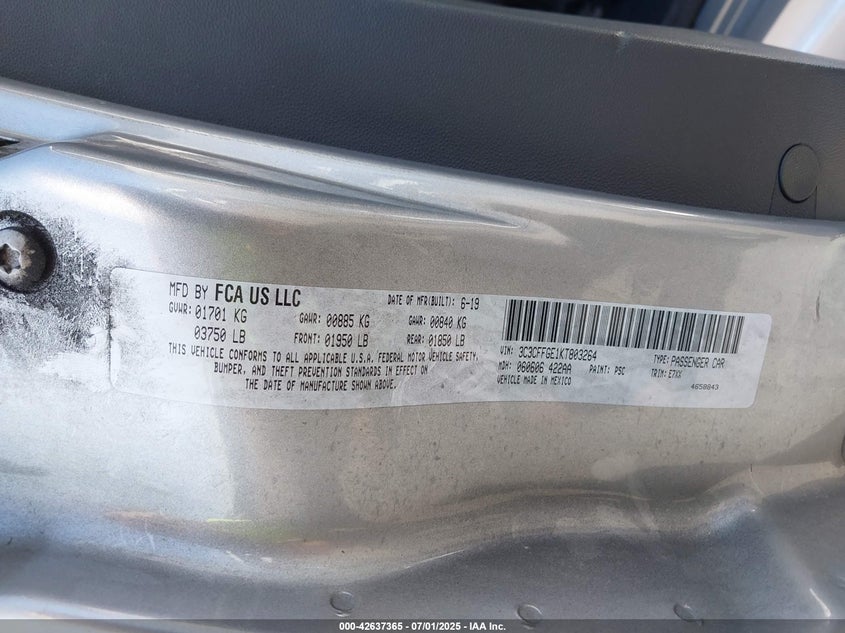 MFD BY FCA US LLC DATE OF MFR(BUILT): 6-19
GVWR: 01701 KG GAWR: 00885 KG GAWR: 00840 KG
03750 LB FRONT: 01950 LB REAR: 01850 LB
THIS VEHICLE CONFORMS TO ALL APPLICABLE U.S.A. FEDERAL MOTOR VEHICLE SAFETY,
BUMPER, AND THEFT PREVENTION STANDARDS IN EFFECT ON
THE DATE OF MANUFACTURE SHOWN ABOVE.
VIN: 3C3CFFGE1KT803264 TYPE: PASSENGER CAR
MDH: 060606 422AA PAINT: PSC TRIM: E7XX
VEHICLE MADE IN MEXICO 4658843
000-42637365 • 07/01/2025 - IAA Inc.